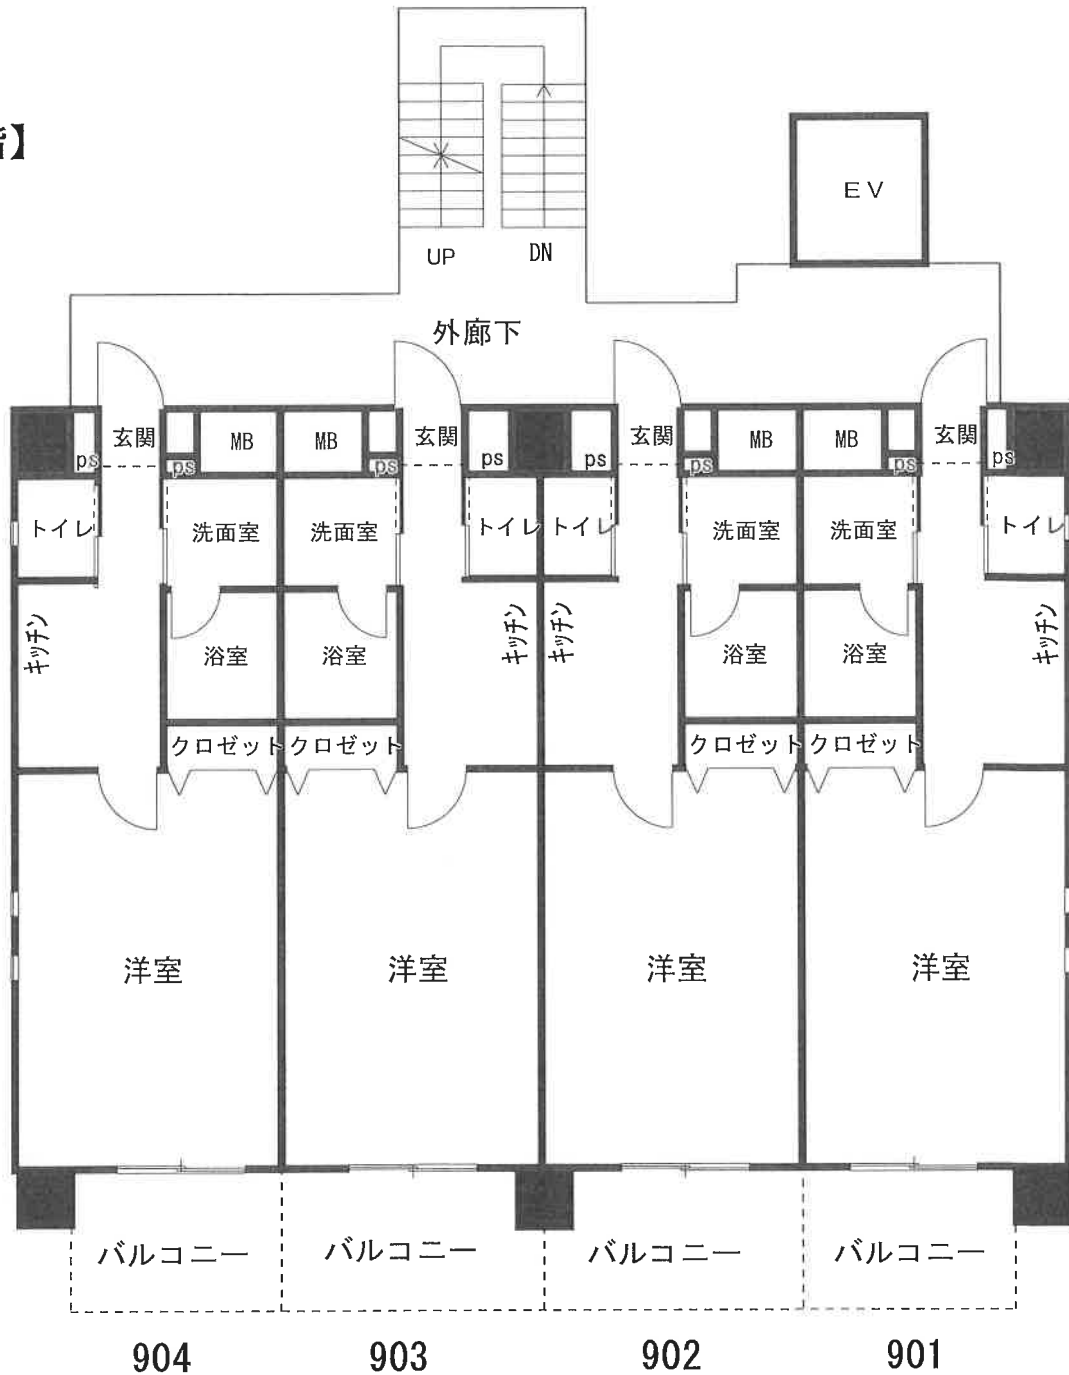 階】
EV
UP
DN
外廊下
玄関
MB
MB
玄関
玄関
MB
MB
玄関
ps
ps
ps
ps
ps
ps
ps
ps
トイレ
洗面室
洗面室
トイレ
トイレ
洗面室
洗面室
トイレ
キッチン
浴室
浴室
キッチン
キッチン
浴室
浴室
キッチン
クロゼット
クロゼット
クロゼット
クロゼット
洋室
洋室
洋室
洋室
バルコニー
バルコニー
バルコニー
バルコニー
904
903
902
901